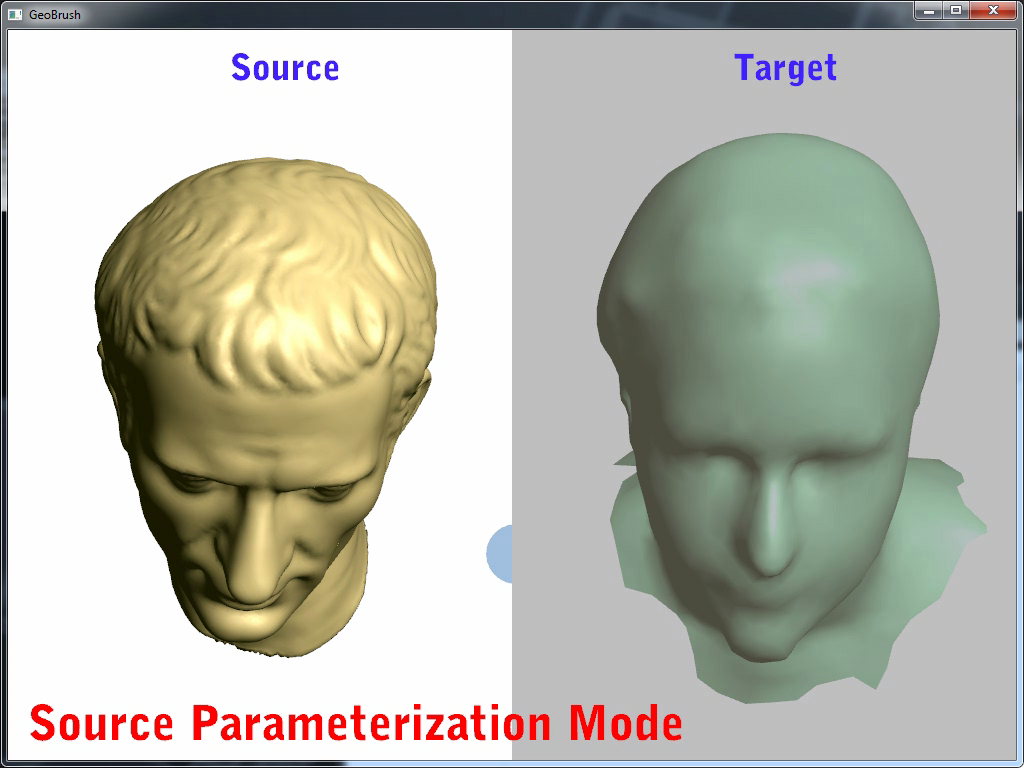 GeoBrush
Source
Target
Source Parameterization Mode